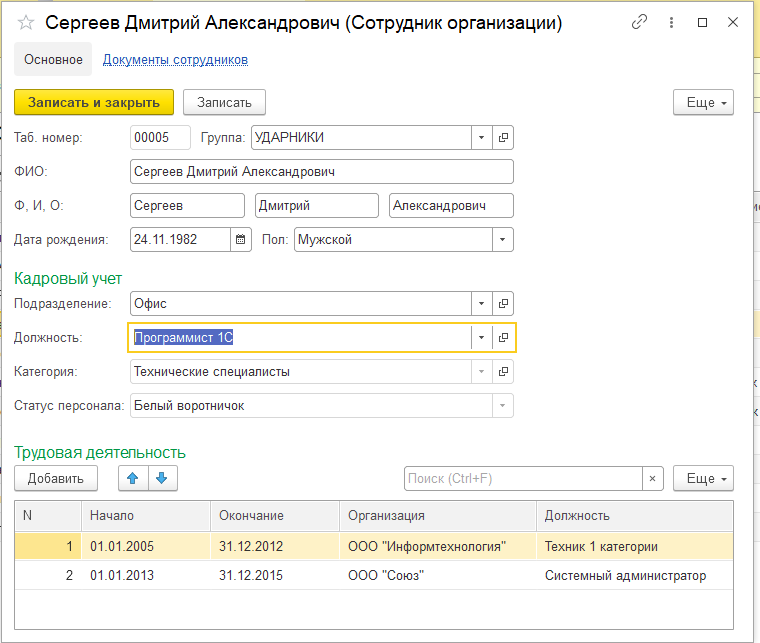 Сергеев Дмитрий Александрович (Сотрудник организации)
Основное Документы сотрудников
Записать и закрыть Записать Еще
Таб. номер: 00005 Группа: УДАРНИКИ
ФИО: Сергеев Дмитрий Александрович
Ф, И, О: Сергеев Дмитрий Александрович
Дата рождения: 24.11.1982 Пол: Мужской
Кадровый учет
Подразделение: Офис
Должность: Программист 1С
Категория: Технические специалисты
Статус персонала: Белый воротничок
Трудовая деятельность
Добавить Поиск (Ctrl+F) × Еще
N Начало Окончание Организация Должность
1 01.01.2005 31.12.2012 ООО "Информтехнология" Техник 1 категории
2 01.01.2013 31.12.2015 ООО "Союз" Системный администратор